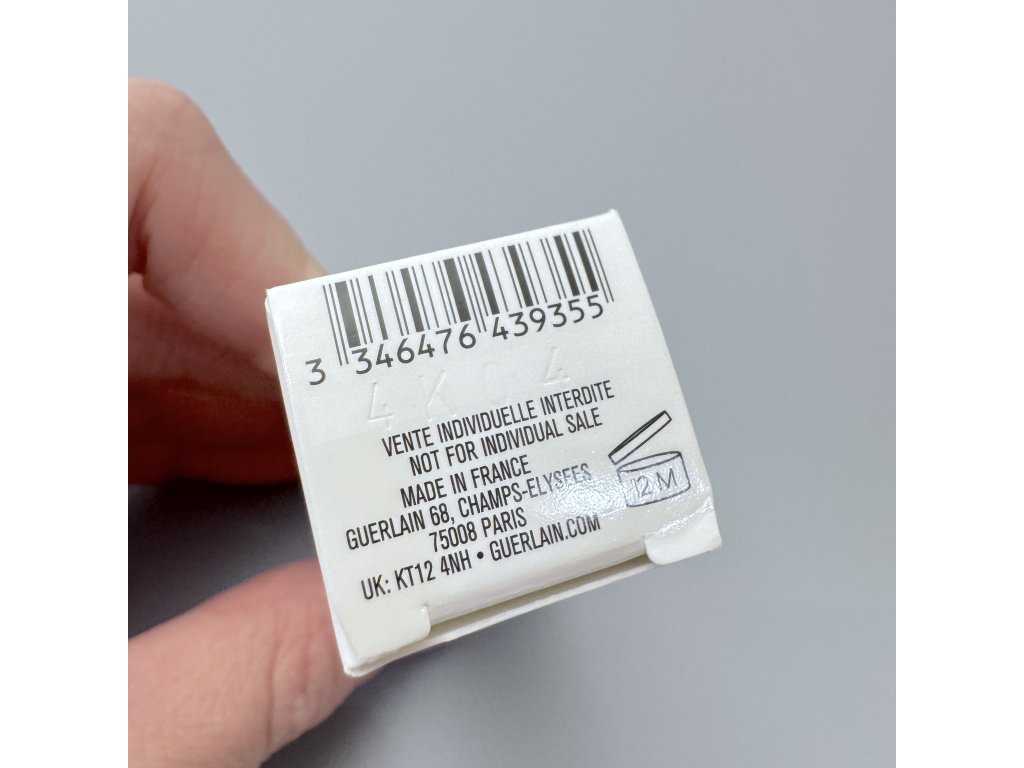 3 346476 439355
4K04
VENTE INDIVIDUELLE INTERDITE
NOT FOR INDIVIDUAL SALE
MADE IN FRANCE
GUERLAIN 68, CHAMPS-ELYSEES
75008 PARIS
UK: KT12 4NH • GUERLAIN.COM
12 M